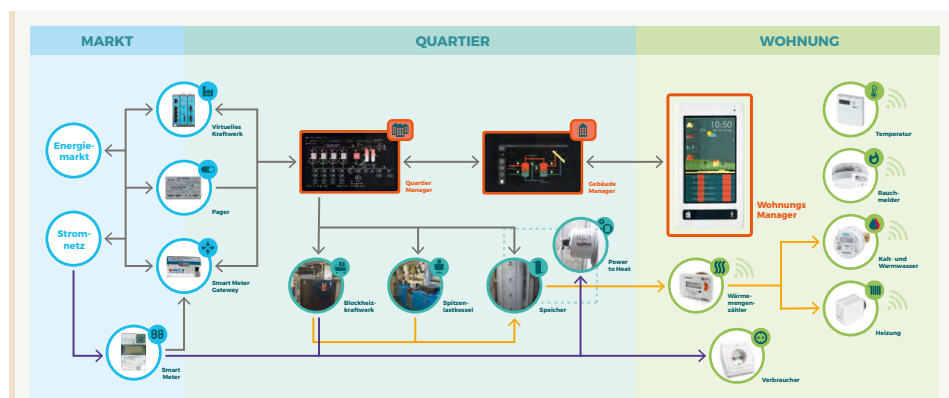 MARKT
QUARTIER
WOHNUNG
Energie-
markt
Strom-
netz
Virtuelles
Kraftwerk
Pager
Smart Meter
Gateway
Smart
Meter
Quartier
Manager
Gebäude
Manager
Blockheiz-
kraftwerk
Spitzen-
lastkessel
Speicher
Power
to Heat
10:50
Wohnungs
Manager
Wärme-
mengen-
zähler
Verbraucher
Temperatur
Rauch-
melder
Kalt- und
Warmwasser
Heizung